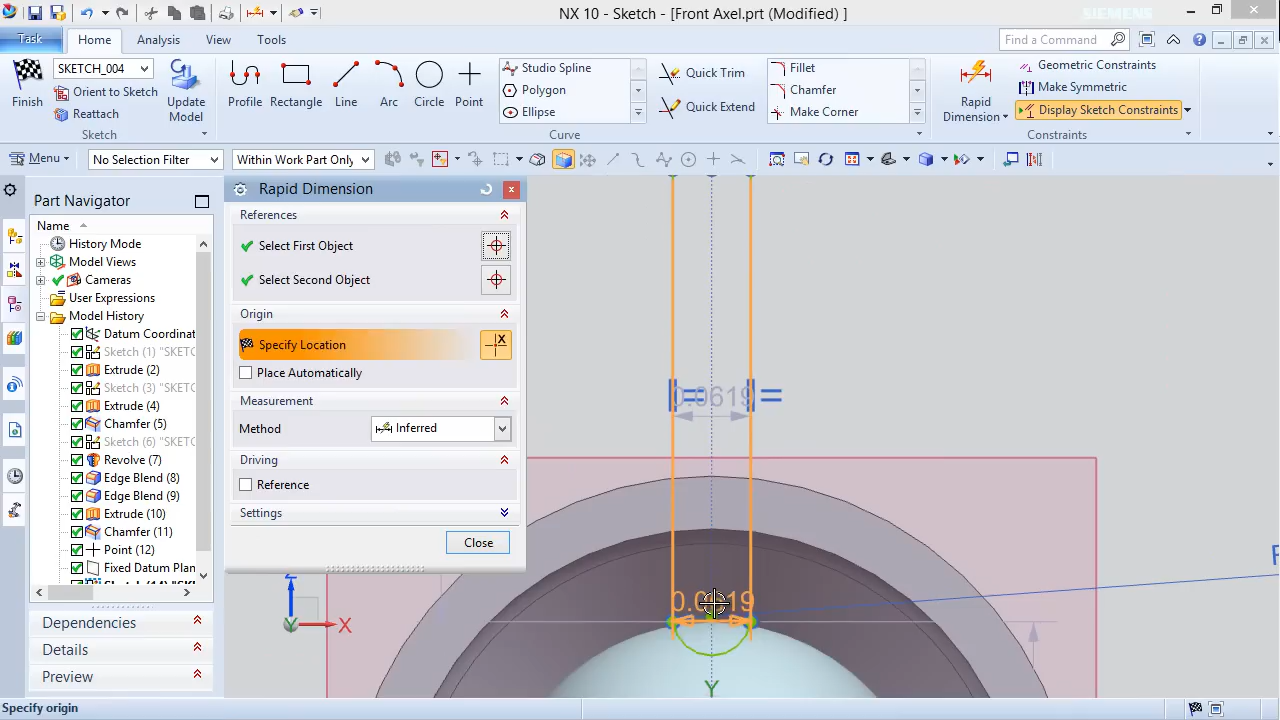 NX 10 - Sketch - [Front Axel.prt (Modified) ]
SIEMENS
Task
Home
Analysis
View
Tools
Find a Command
Finish
SKETCH_004
Orient to Sketch
Reattach
Update Model
Sketch
Profile
Rectangle
Line
Arc
Circle
Point
Studio Spline
Polygon
Ellipse
Quick Trim
Quick Extend
Curve
Fillet
Chamfer
Make Corner
Rapid Dimension
Geometric Constraints
Make Symmetric
Display Sketch Constraints
Constraints
Menu
No Selection Filter
Within Work Part Only
Part Navigator
Name
History Mode
Model Views
Cameras
User Expressions
Model History
Datum Coordinat
Sketch (1) "SKETC
Extrude (2)
Extrude (4)
Chamfer (5)
Sketch (6) "SKETC
Revolve (7)
Edge Blend (8)
Edge Blend (9)
Extrude (10)
Chamfer (11)
Point (12)
Fixed Datum Plan
Dependencies
Details
Preview
Rapid Dimension
References
Select First Object
Select Second Object
Origin
Specify Location
Place Automatically
Measurement
Method
Inferred
Driving
Reference
Settings
Close
0.0619
Z
X
Y
Y
Specify origin